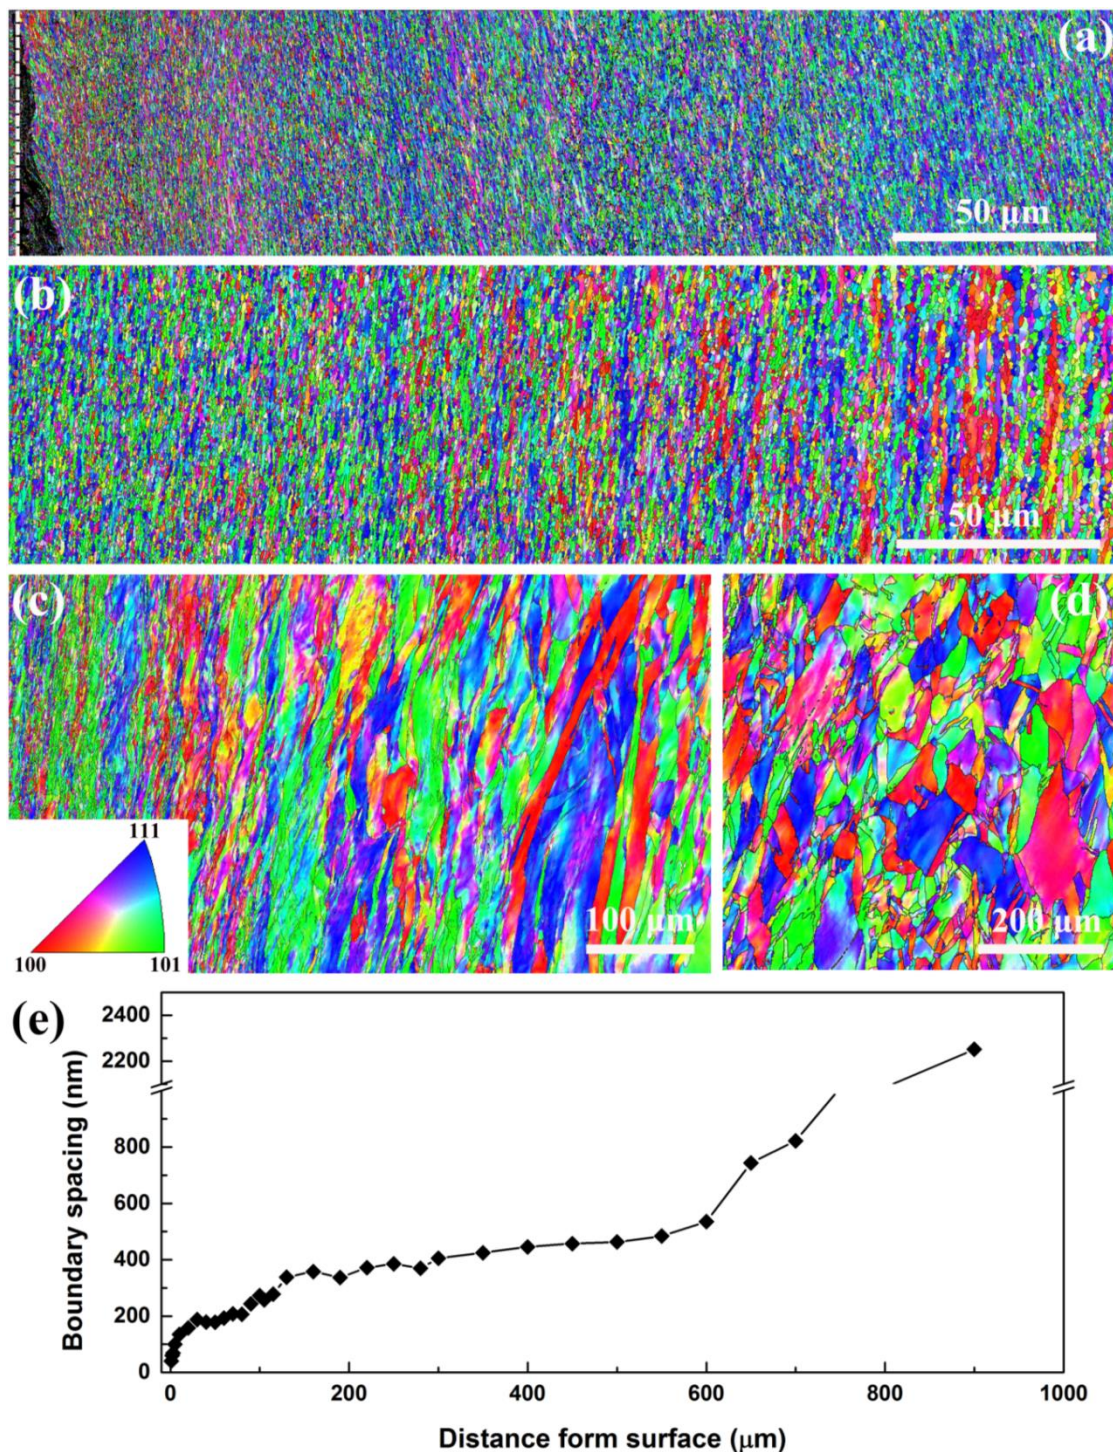 (a)
50 μm
(b)
50 μm
(c)
(d)
111
100 μm
200 μm
100
101
(e)
2400
2200
800
600
400
200
0
Boundary spacing (nm)
0
200
400
600
800
1000
Distance form surface (μm)